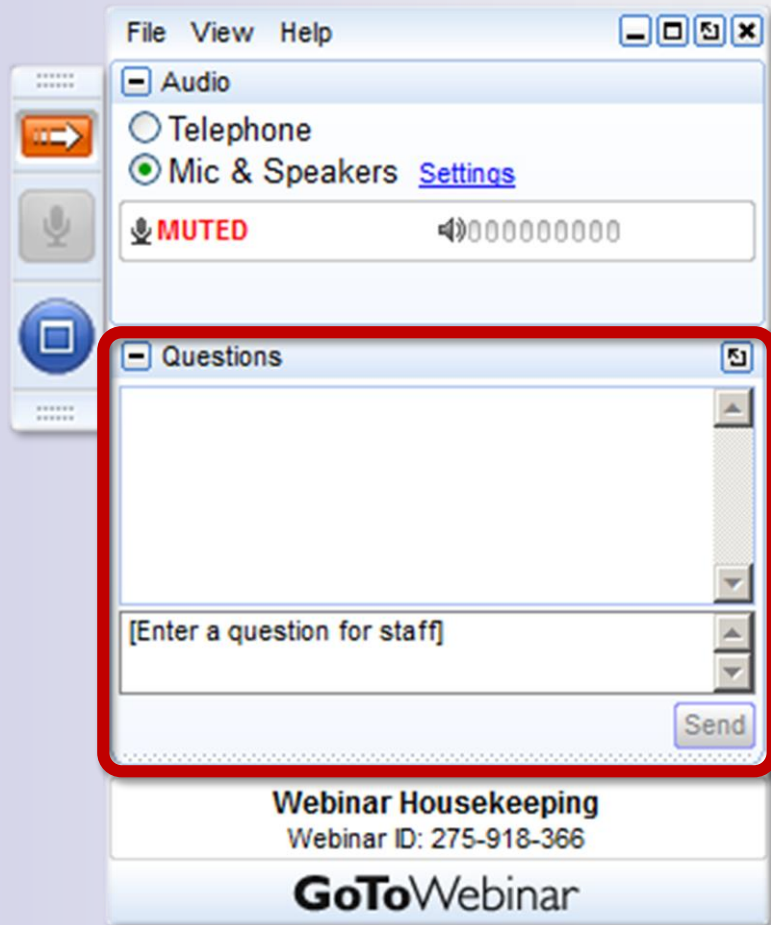 File View Help
Audio
Telephone
Mic & Speakers Settings
MUTED 000000000
Questions
[Enter a question for staff]
Send
Webinar Housekeeping
Webinar ID: 275-918-366
GoToWebinar